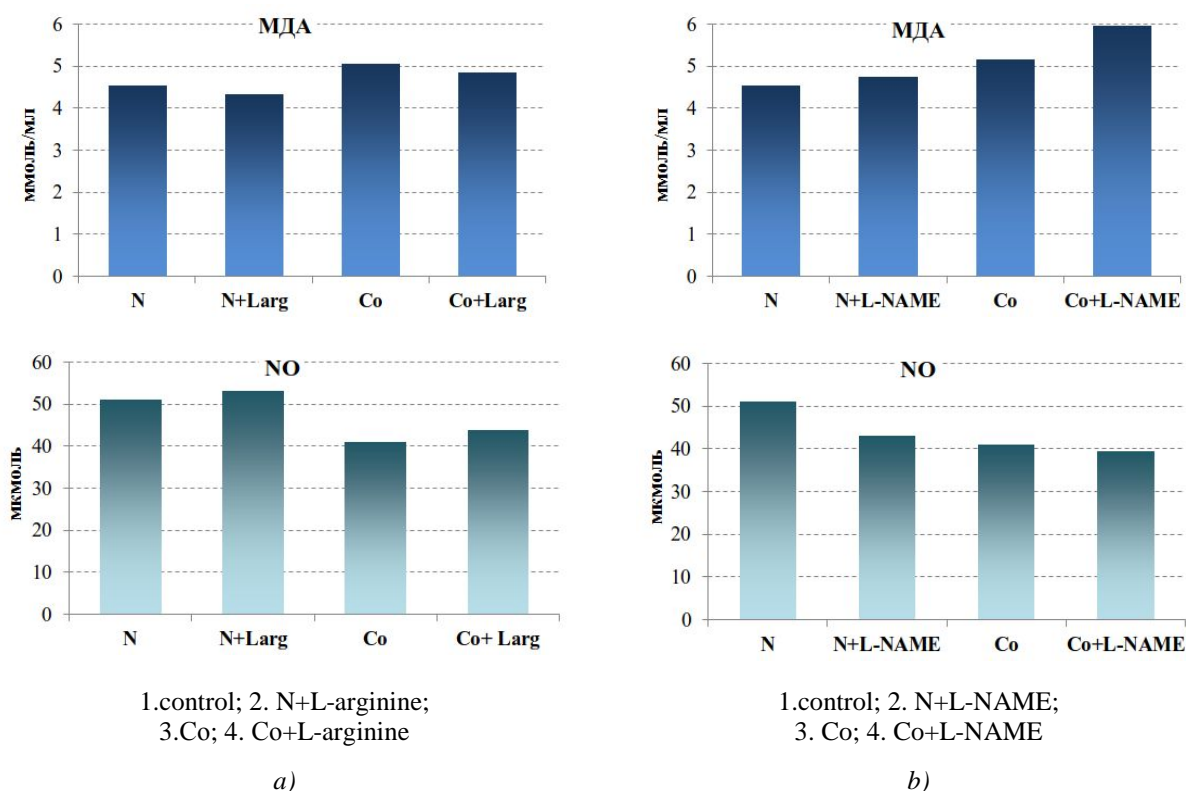 МДА
ммоль/мл
6
5
4
3
2
1
0
N N+Larg Co Co+Larg
NO
мкмоль
60
50
40
30
20
10
0
N N+Larg Co Co+ Larg
1.control; 2. N+L-arginine;
3.Co; 4. Co+L-arginine
a)
МДА
ммоль/мл
6
5
4
3
2
1
0
N N+L-NAME Co Co+L-NAME
NO
мкмоль
60
50
40
30
20
10
0
N N+L-NAME Co Co+L-NAME
1.control; 2. N+L-NAME;
3. Co; 4. Co+L-NAME
b)